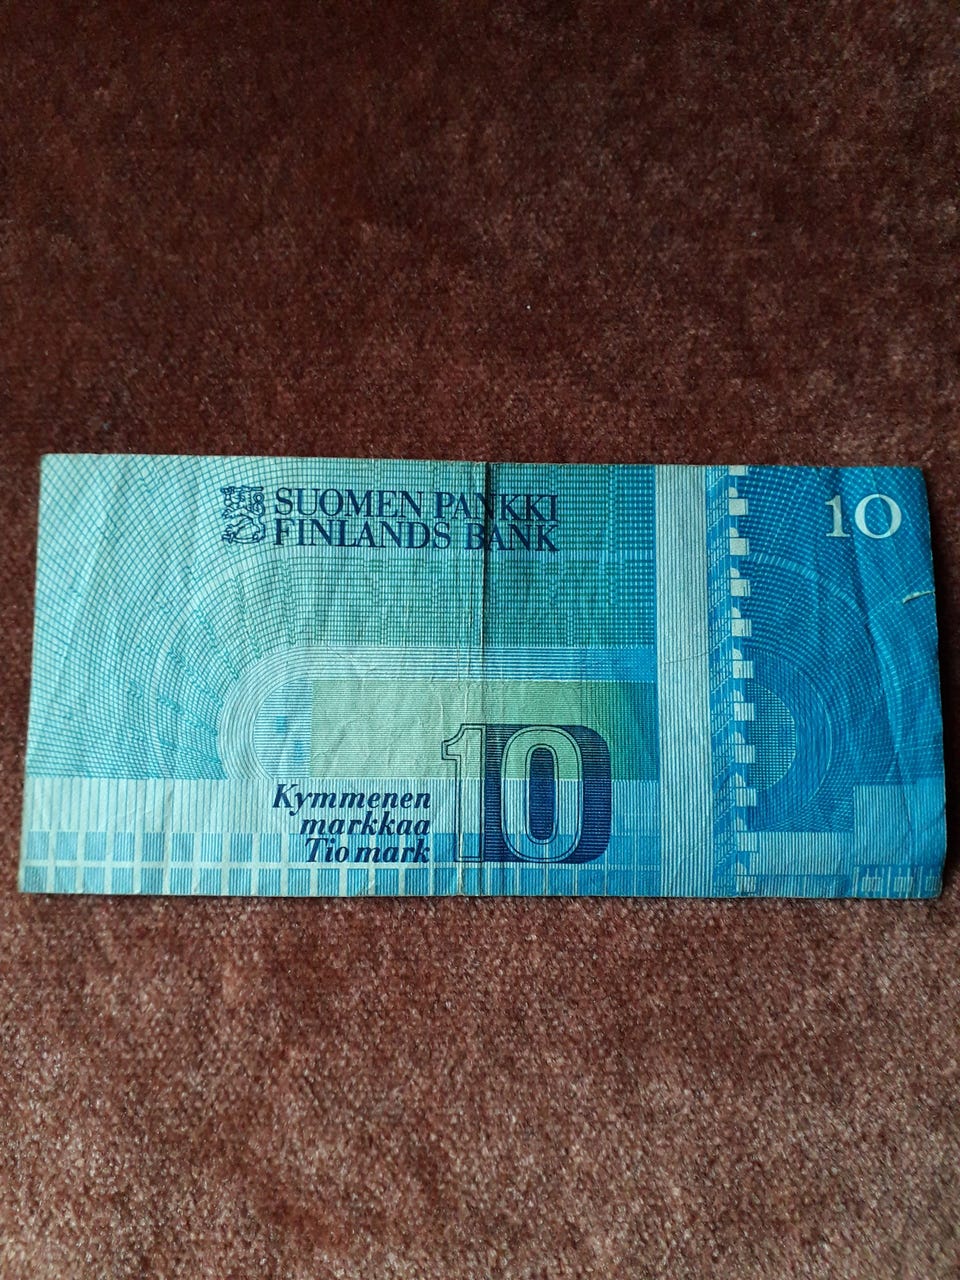 SUOMEN PANKKI
FINLANDS BANK
10
Kymmenen
markkaa
Tio mark
10